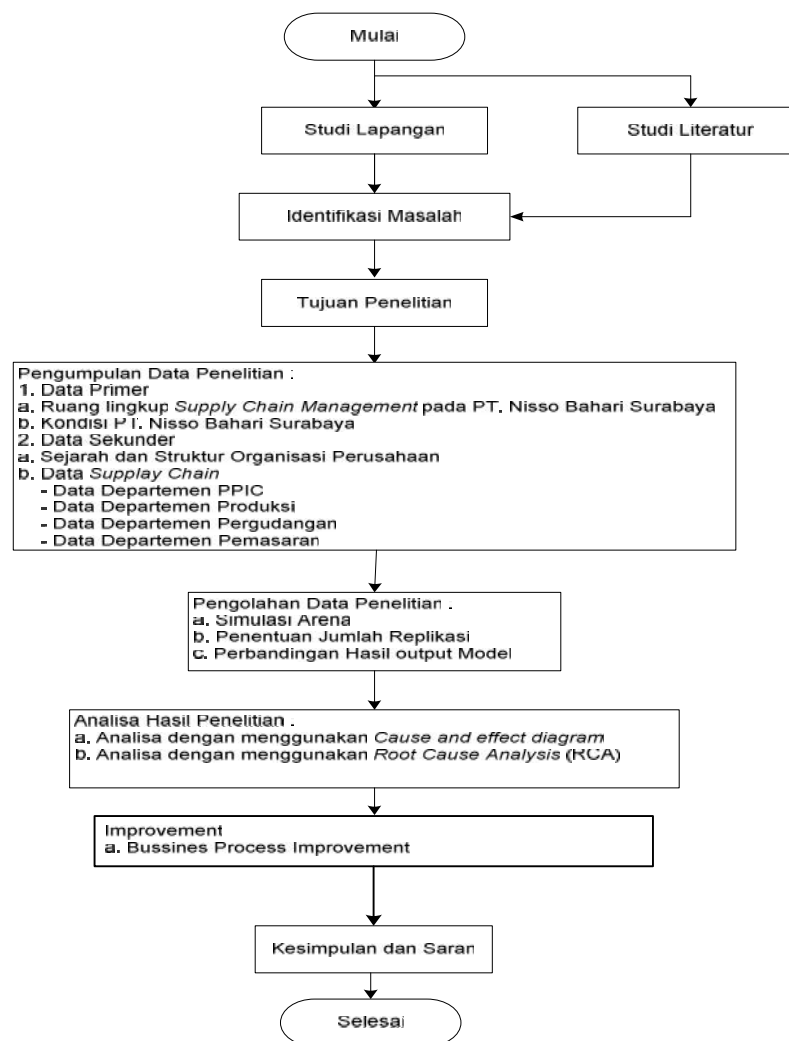 Mulai
Studi Lapangan
Studi Literatur
Identifikasi Masalah
Tujuan Penelitian
Pengumpulan Data Penelitian :
1. Data Primer
a. Ruang lingkup Supply Chain Management pada PT. Nisso Bahari Surabaya
b. Kondisi PT. Nisso Bahari Surabaya
2. Data Sekunder
a. Sejarah dan Struktur Organisasi Perusahaan
b. Data Supplay Chain
- Data Departemen PPIC
- Data Departemen Produksi
- Data Departemen Pergudangan
- Data Departemen Pemasaran
Pengolahan Data Penelitian :
a. Simulasi Arena
b. Penentuan Jumlah Replikasi
c. Perbandingan Hasil output Model
Analisa Hasil Penelitian :
a. Analisa dengan menggunakan Cause and effect diagram
b. Analisa dengan menggunakan Root Cause Analysis (RCA)
Improvement
a. Bussines Process Improvement
Kesimpulan dan Saran
Selesai